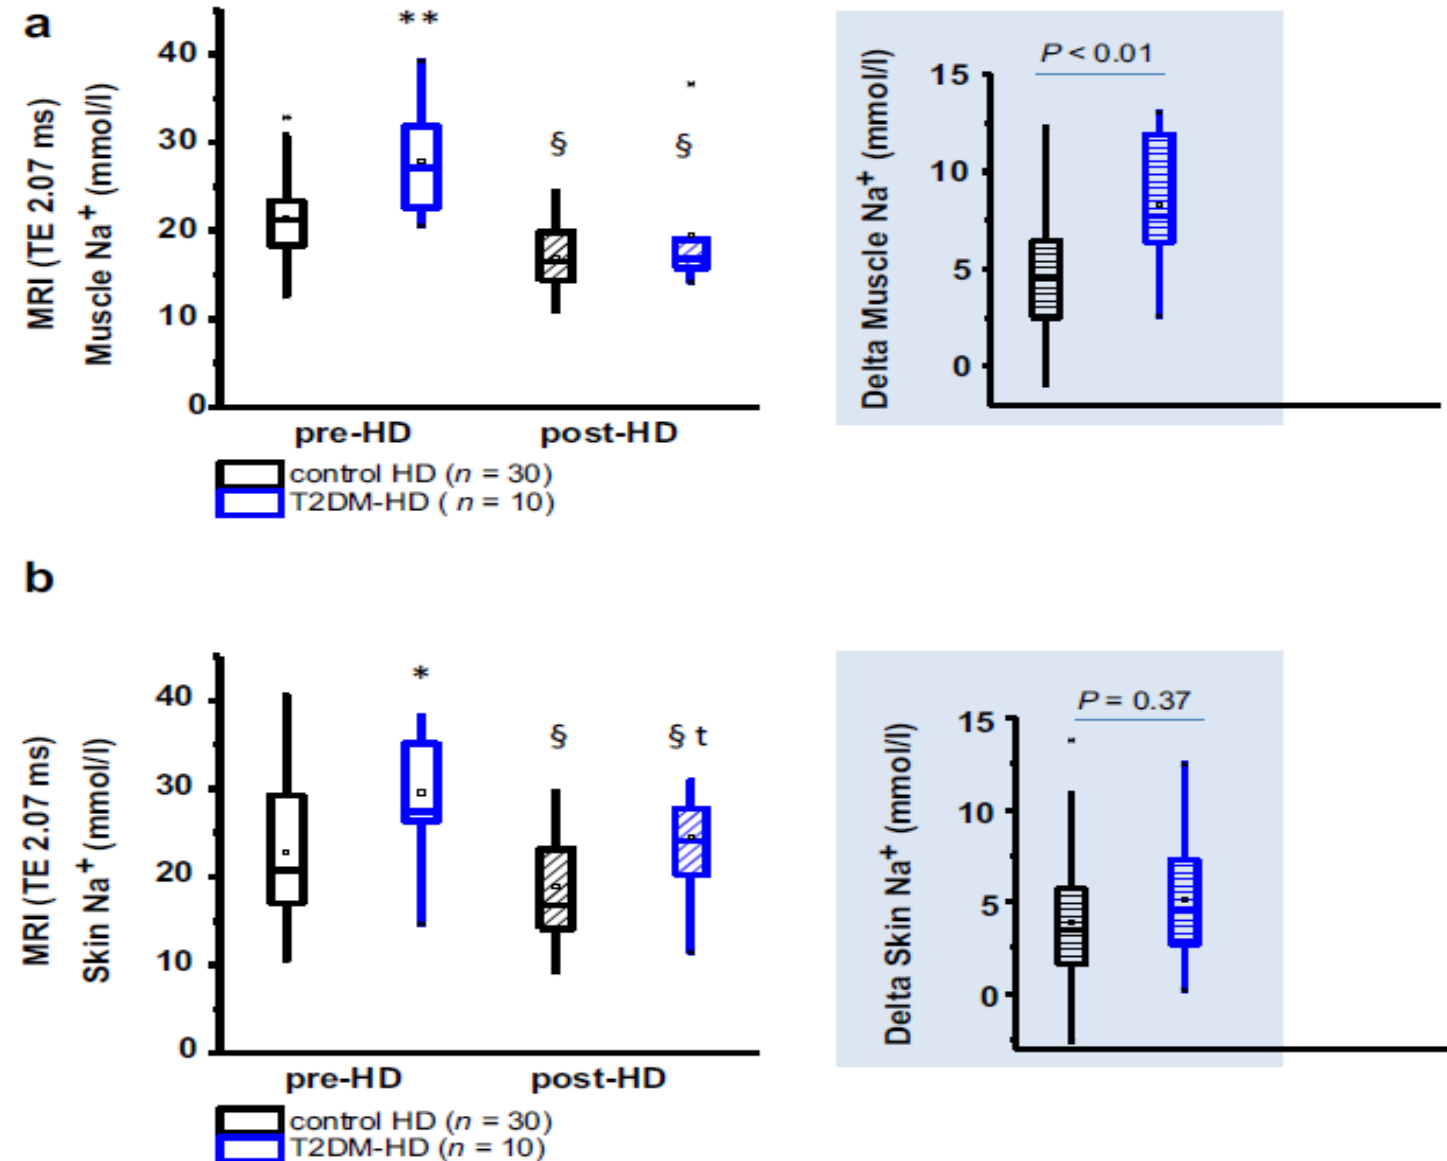 a
MRI (TE 2.07 ms)
Muscle Na⁺ (mmol/l)
40
30
20
10
0
**
§
§
pre-HD
post-HD
control HD (n = 30)
T2DM-HD ( n = 10)
Delta Muscle Na⁺ (mmol/l)
15
10
5
0
P < 0.01
b
MRI (TE 2.07 ms)
Skin Na⁺ (mmol/l)
40
30
20
10
0
*
§
§ t
pre-HD
post-HD
control HD (n = 30)
T2DM-HD (n = 10)
Delta Skin Na⁺ (mmol/l)
15
10
5
0
P = 0.37